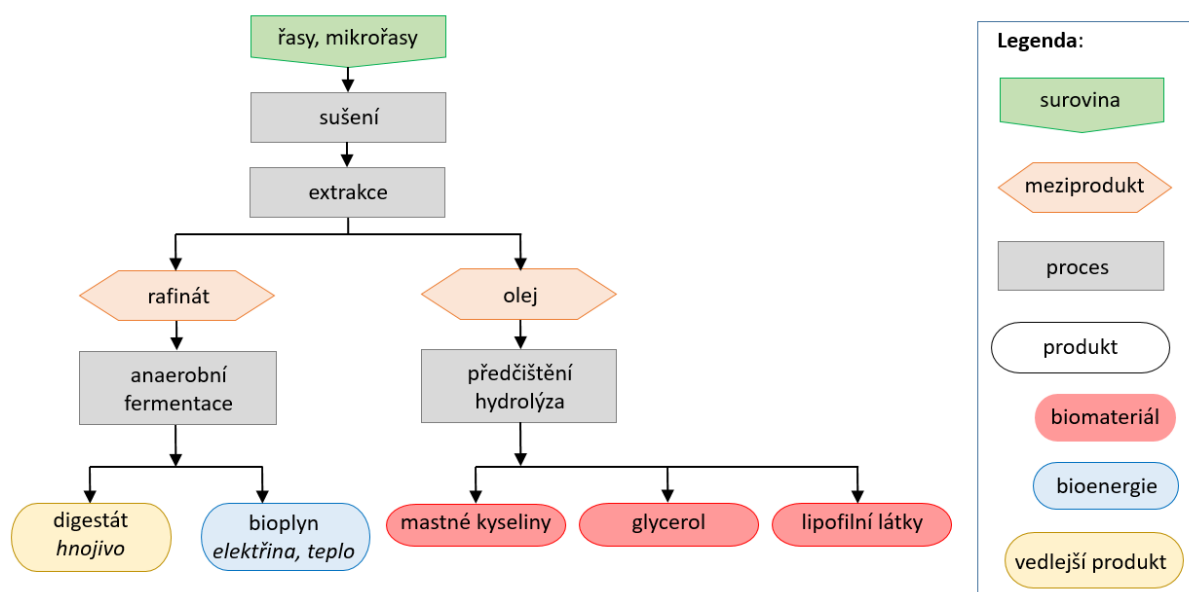 řasy, mikrořasy
sušení
extrakce
rafinát
olej
anaerobní
fermentace
předčištění
hydrolýza
digestát
hnojivo
bioplyn
elektřina, teplo
mastné kyseliny
glycerol
lipofilní látky
Legenda:
surovina
meziprodukt
proces
produkt
biomateriál
bioenergie
vedlejší produkt